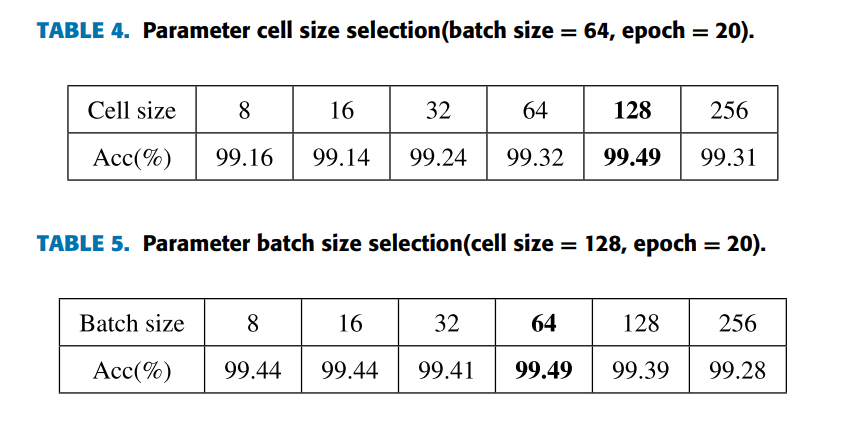 TABLE 4. Parameter cell size selection(batch size = 64, epoch = 20).
Cell size 8 16 32 64 128 256
Acc(%) 99.16 99.14 99.24 99.32 99.49 99.31
TABLE 5. Parameter batch size selection(cell size = 128, epoch = 20).
Batch size 8 16 32 64 128 256
Acc(%) 99.44 99.44 99.41 99.49 99.39 99.28